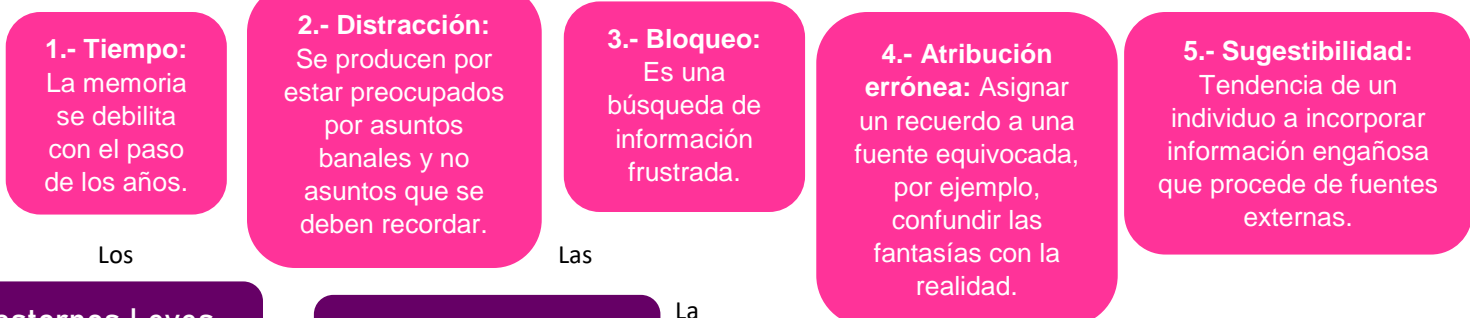 1.- Tiempo:
La memoria
se debilita
con el paso
de los años.
2.- Distracción:
Se producen por
estar preocupados
por asuntos
banales y no
asuntos que se
deben recordar.
3.- Bloqueo:
Es una
búsqueda de
información
frustrada.
4.- Atribución
errónea: Asignar
un recuerdo a una
fuente equivocada,
por ejemplo,
confundir las
fantasías con la
realidad.
5.- Sugestibilidad:
Tendencia de un
individuo a incorporar
información engañosa
que procede de fuentes
externas.
Los
Las
La